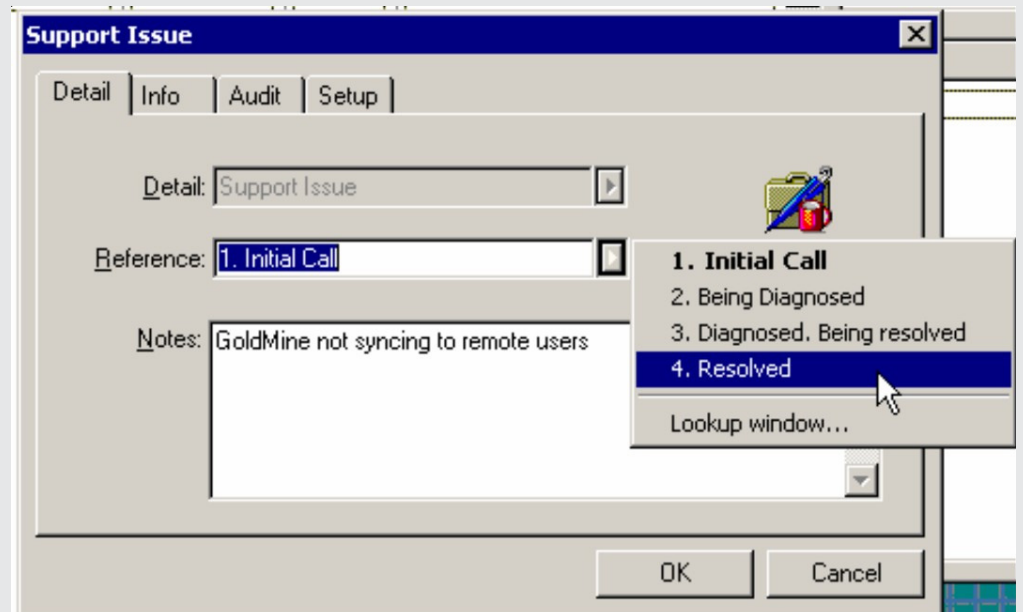 Support Issue
Detail Info Audit Setup
Detail: Support Issue
Reference: 1. Initial Call
1. Initial Call
2. Being Diagnosed
3. Diagnosed. Being resolved
4. Resolved
Lookup window...
Notes: GoldMine not syncing to remote users
OK Cancel